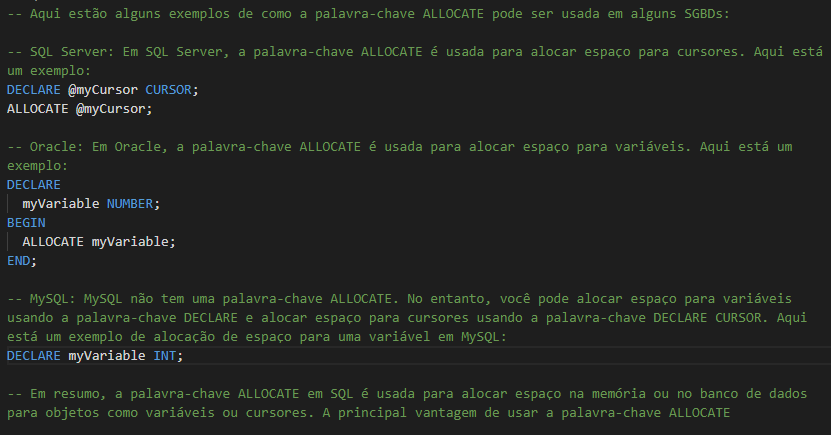 -- Aqui estão alguns exemplos de como a palavra-chave ALLOCATE pode ser usada em alguns SGBDs:
-- SQL Server: Em SQL Server, a palavra-chave ALLOCATE é usada para alocar espaço para cursores. Aqui está
um exemplo:
DECLARE @myCursor CURSOR;
ALLOCATE @myCursor;
-- Oracle: Em Oracle, a palavra-chave ALLOCATE é usada para alocar espaço para variáveis. Aqui está um
exemplo:
DECLARE
  myVariable NUMBER;
BEGIN
  ALLOCATE myVariable;
END;
-- MySQL: MySQL não tem uma palavra-chave ALLOCATE. No entanto, você pode alocar espaço para variáveis
usando a palavra-chave DECLARE e alocar espaço para cursores usando a palavra-chave DECLARE CURSOR. Aqui
está um exemplo de alocação de espaço para uma variável em MySQL:
DECLARE myVariable INT;
-- Em resumo, a palavra-chave ALLOCATE em SQL é usada para alocar espaço na memória ou no banco de dados
para objetos como variáveis ou cursores. A principal vantagem de usar a palavra-chave ALLOCATE